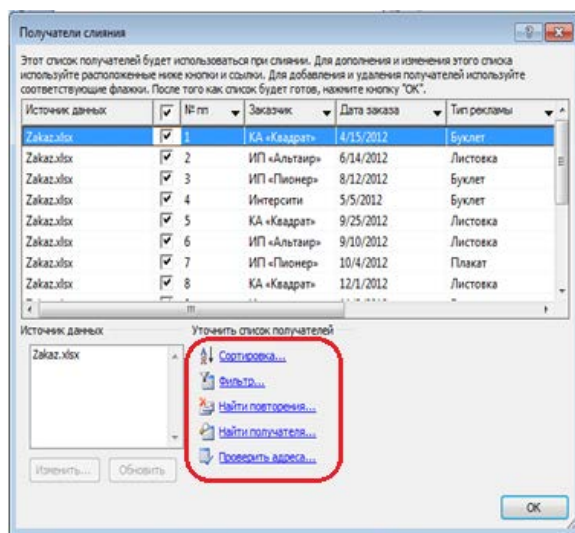 Получатели слияния
Этот список получателей будет использоваться при слиянии. Для дополнения и изменения этого списка
используйте расположенные ниже кнопки и ссылки. Для добавления и удаления получателей используйте
соответствующие флажки. После того как список будет готов, нажмите кнопку "ОК".
Источник данных № пп Заказчик Дата заказа Тип рекламы
Zakaz.xlsx 1 КА «Квадрат» 4/15/2012 Буклет
Zakaz.xlsx 2 ИП «Альтаир» 6/14/2012 Листовка
Zakaz.xlsx 3 ИП «Пионер» 8/12/2012 Буклет
Zakaz.xlsx 4 Интерсити 5/5/2012 Буклет
Zakaz.xlsx 5 КА «Квадрат» 9/25/2012 Листовка
Zakaz.xlsx 6 ИП «Альтаир» 9/10/2012 Листовка
Zakaz.xlsx 7 ИП «Пионер» 10/4/2012 Плакат
Zakaz.xlsx 8 КА «Квадрат» 12/1/2012 Листовка
Источник данных Уточнить список получателей
Zakaz.xlsx
Сортировка...
Фильтр...
Найти повторения...
Найти получателя...
Проверить адреса...
Изменить... Обновить
ОК